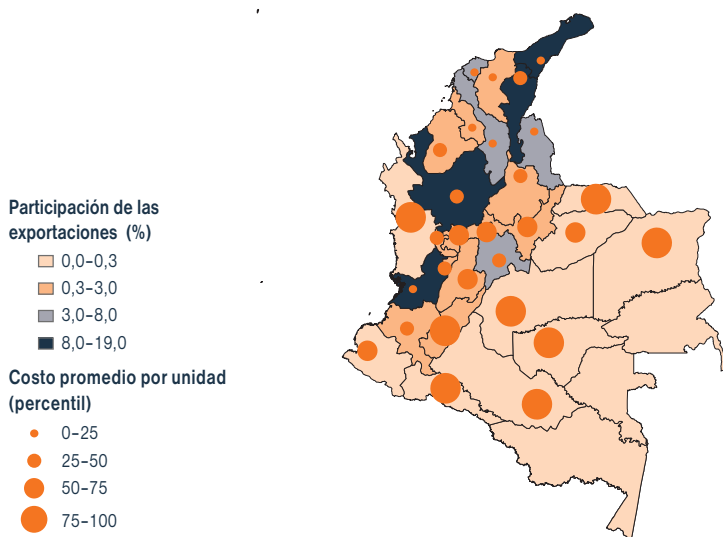 Participación de las
exportaciones (%)
0,0–0,3
0,3–3,0
3,0–8,0
8,0–19,0
Costo promedio por unidad
(percentil)
0–25
25–50
50–75
75–100